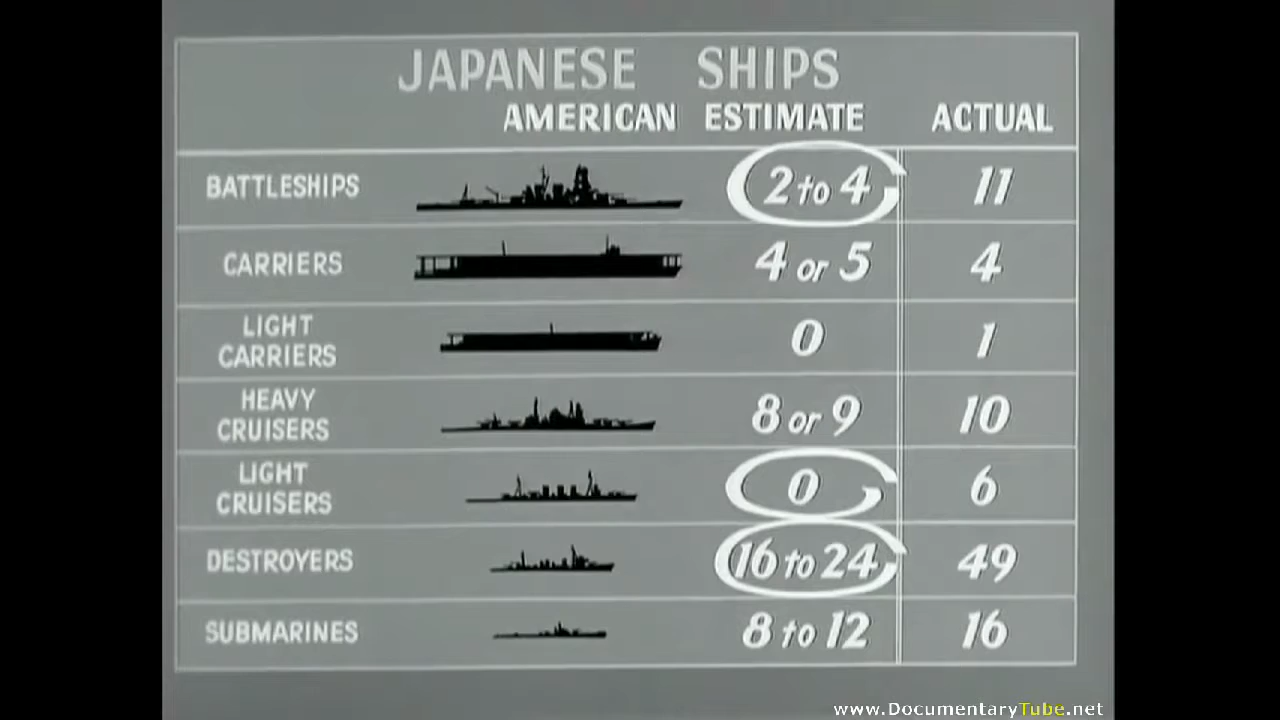 JAPANESE SHIPS
AMERICAN ESTIMATE ACTUAL
BATTLESHIPS 2 to 4 11
CARRIERS 4 or 5 4
LIGHT
CARRIERS 0 1
HEAVY
CRUISERS 8 or 9 10
LIGHT
CRUISERS 0 6
DESTROYERS 16 to 24 49
SUBMARINES 8 to 12 16
www.DocumentaryTube.net